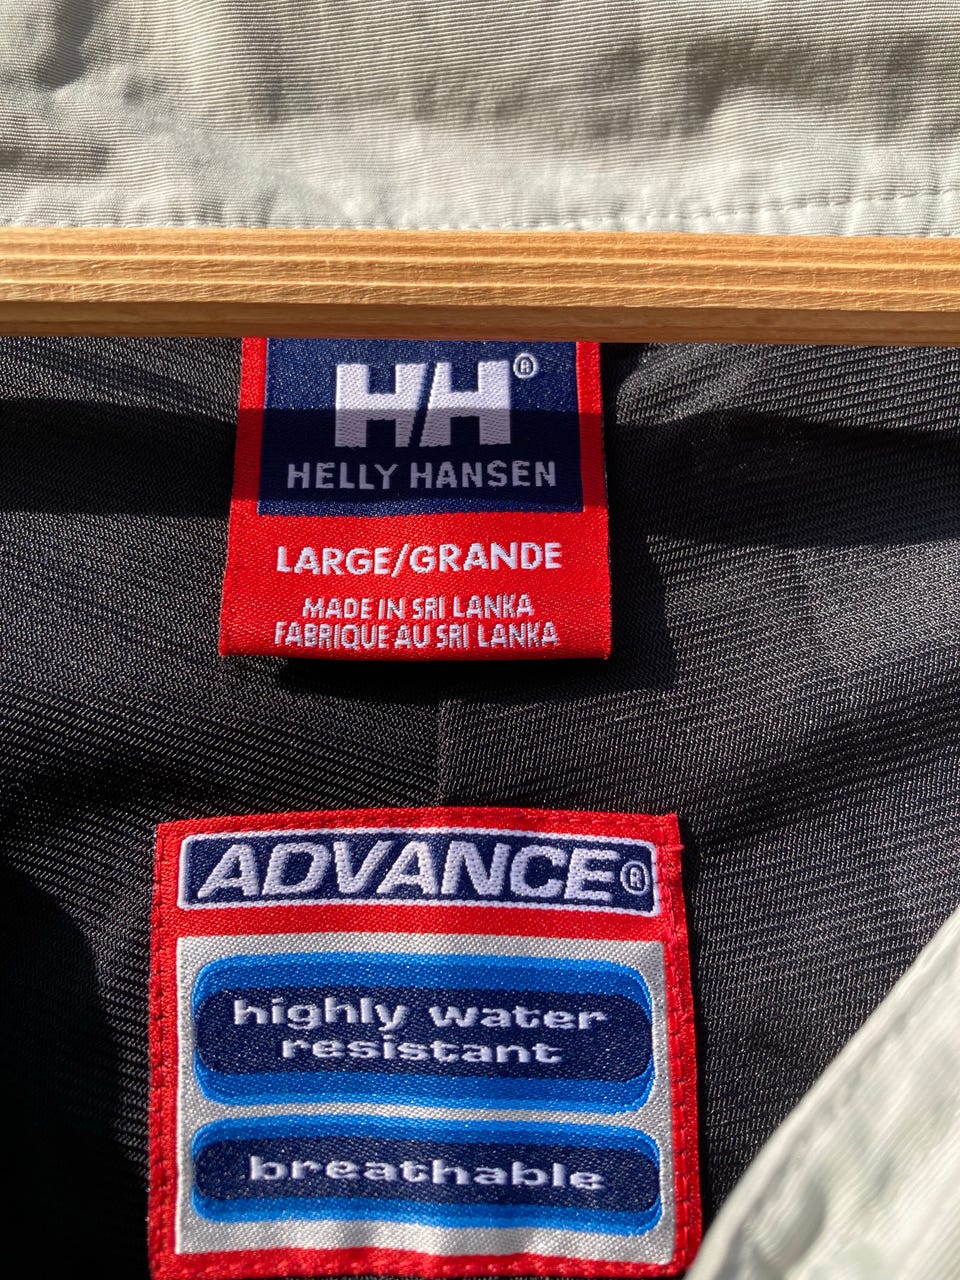 HH®
HELLY HANSEN
LARGE/GRANDE
MADE IN SRI LANKA
FABRIQUE AU SRI LANKA
ADVANCE®
highly water
resistant
breathable